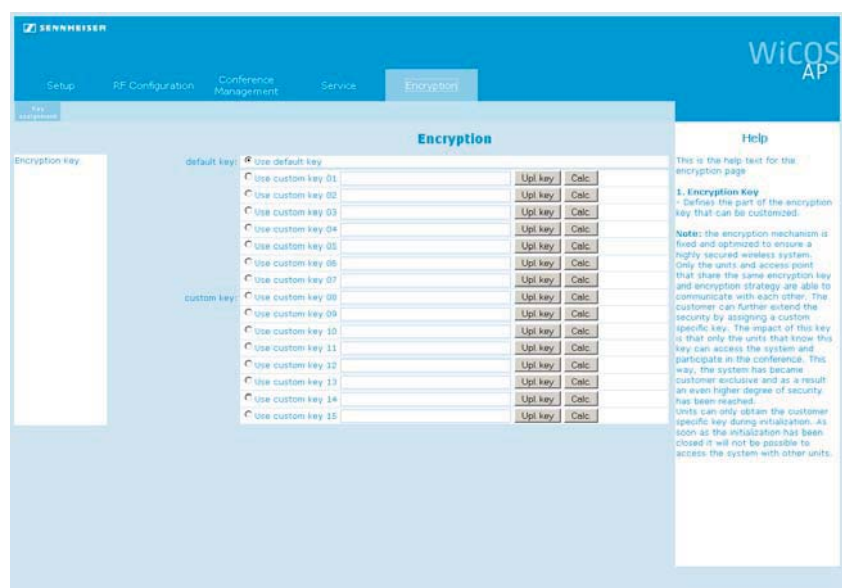 SENNHEISER
WiCOS
AP
Setup
RF Configuration
Conference
Management
Service
Encryption
Key
assignment
Encryption
Encryption key
default key:
Use default key
Use custom key 01 Upl.key Calc.
Use custom key 02 Upl.key Calc.
Use custom key 03 Upl.key Calc.
Use custom key 04 Upl.key Calc.
Use custom key 05 Upl.key Calc.
Use custom key 06 Upl.key Calc.
Use custom key 07 Upl.key Calc.
custom key:
Use custom key 08 Upl.key Calc.
Use custom key 09 Upl.key Calc.
Use custom key 10 Upl.key Calc.
Use custom key 11 Upl.key Calc.
Use custom key 12 Upl.key Calc.
Use custom key 13 Upl.key Calc.
Use custom key 14 Upl.key Calc.
Use custom key 15 Upl.key Calc.
Help
This is the help text for the
encryption page
1. Encryption Key
- Defines the part of the encryption
key that can be customized.
Note: the encryption mechanism is
fixed and optimized to ensure a
highly secured wireless system.
Only the units and access point
that share the same encryption key
and encryption strategy are able to
communicate with each other. The
customer can further extend the
security by assigning a custom
specific key. The impact of this key
is that only the units that know this
key can access the system and
participate in the conference. This
way, the system has became
customer exclusive and as a result
an even higher degree of security
has been reached.
Units can only obtain the customer
specific key during initialization. As
soon as the initialization has been
closed it will not be possible to
access the system with other units.